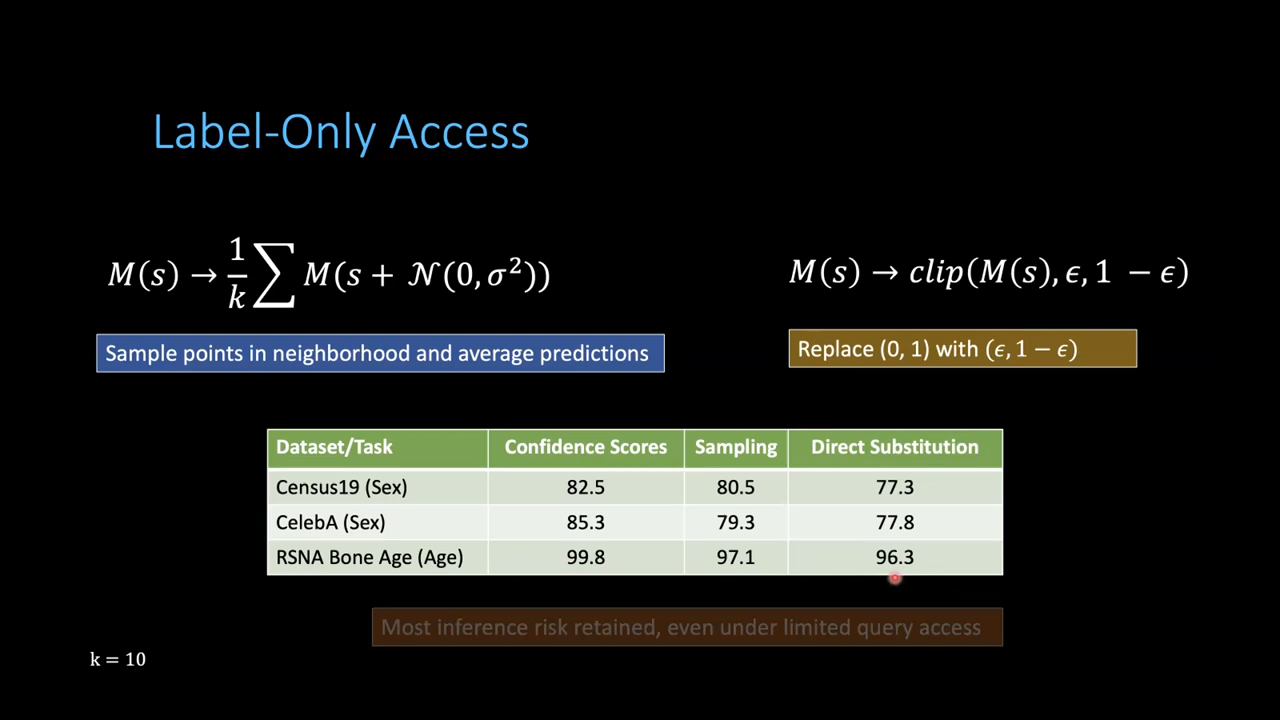 Label-Only Access
M(s) → 1/k ∑ M(s + 𝒩(0, σ²))
M(s) → clip(M(s), ϵ, 1 − ϵ)
Sample points in neighborhood and average predictions
Replace (0, 1) with (ϵ, 1 − ϵ)
Dataset/Task Confidence Scores Sampling Direct Substitution
Census19 (Sex) 82.5 80.5 77.3
CelebA (Sex) 85.3 79.3 77.8
RSNA Bone Age (Age) 99.8 97.1 96.3
Most inference risk retained, even under limited query access
k = 10